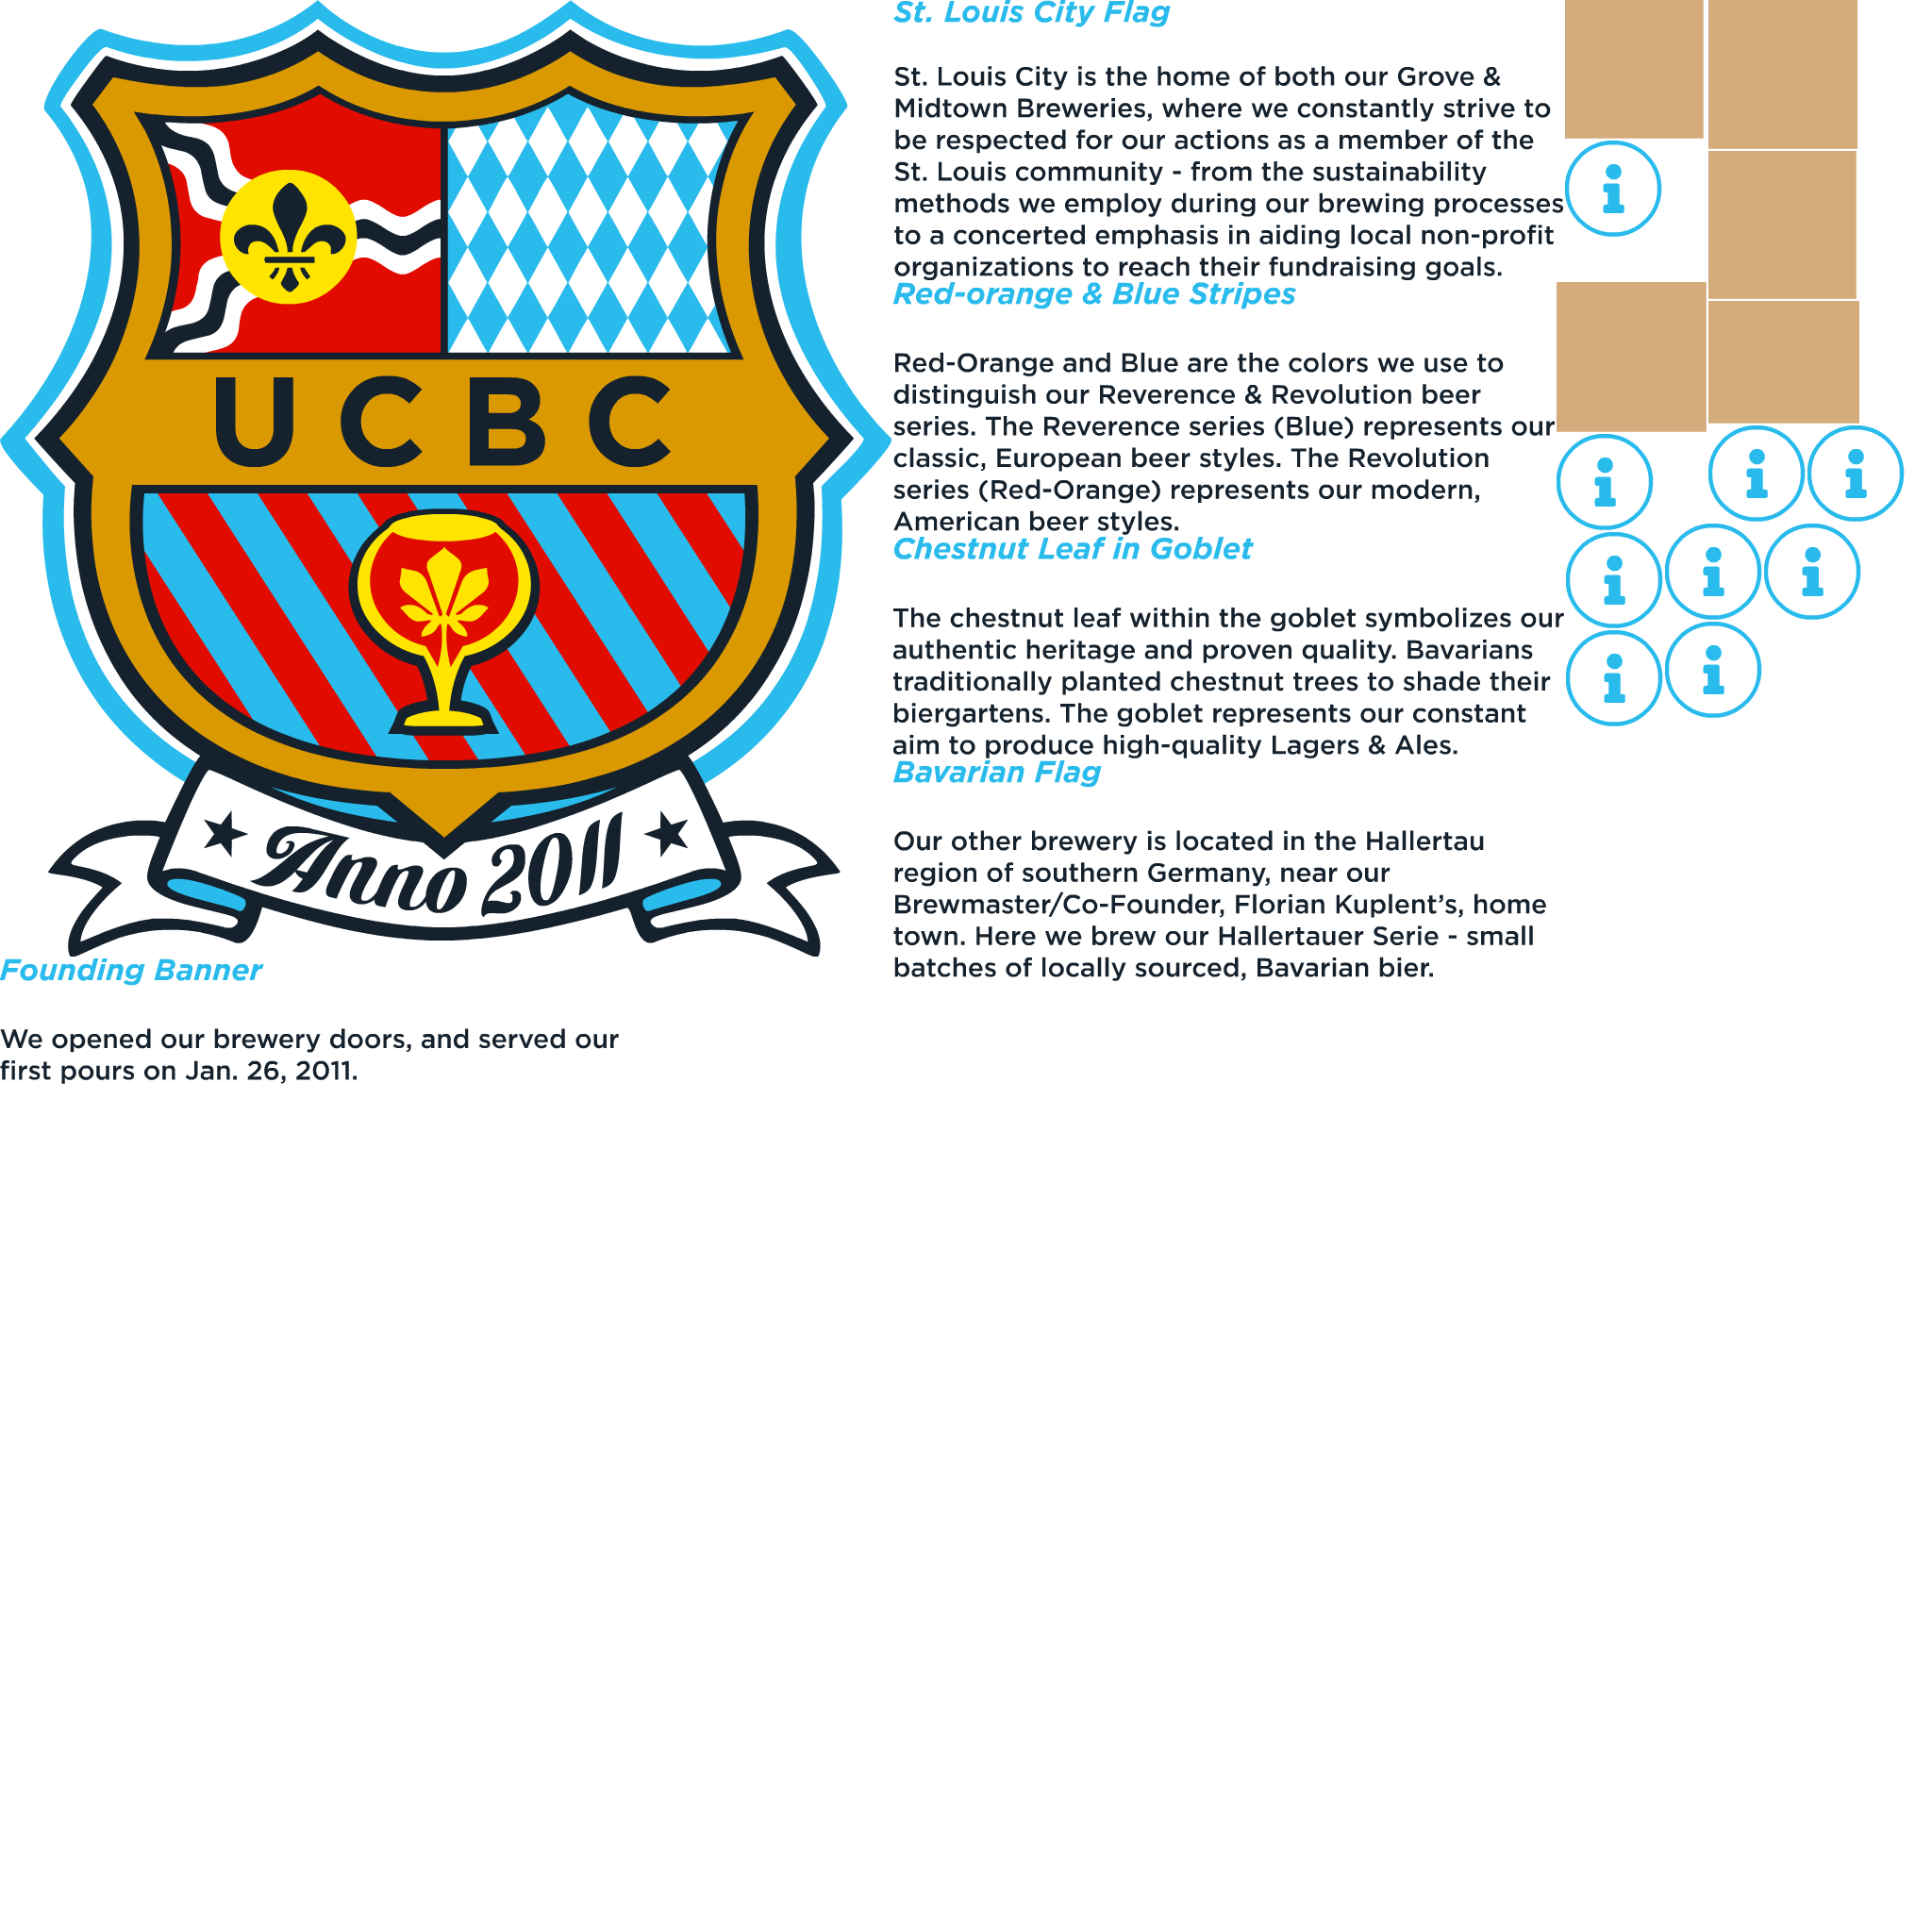 UCBC
Anno 2011
Founding Banner
We opened our brewery doors, and served our
first pours on Jan. 26, 2011.
St. Louis City Flag
St. Louis City is the home of both our Grove &
Midtown Breweries, where we constantly strive to
be respected for our actions as a member of the
St. Louis community - from the sustainability
methods we employ during our brewing processes
to a concerted emphasis in aiding local non-profit
organizations to reach their fundraising goals.
Red-orange & Blue Stripes
Red-Orange and Blue are the colors we use to
distinguish our Reverence & Revolution beer
series. The Reverence series (Blue) represents our
classic, European beer styles. The Revolution
series (Red-Orange) represents our modern,
American beer styles.
Chestnut Leaf in Goblet
The chestnut leaf within the goblet symbolizes our
authentic heritage and proven quality. Bavarians
traditionally planted chestnut trees to shade their
biergartens. The goblet represents our constant
aim to produce high-quality Lagers & Ales.
Bavarian Flag
Our other brewery is located in the Hallertau
region of southern Germany, near our
Brewmaster/Co-Founder, Florian Kuplent’s, home
town. Here we brew our Hallertauer Serie - small
batches of locally sourced, Bavarian bier.
i
i
i
i
i
i
i
i
i